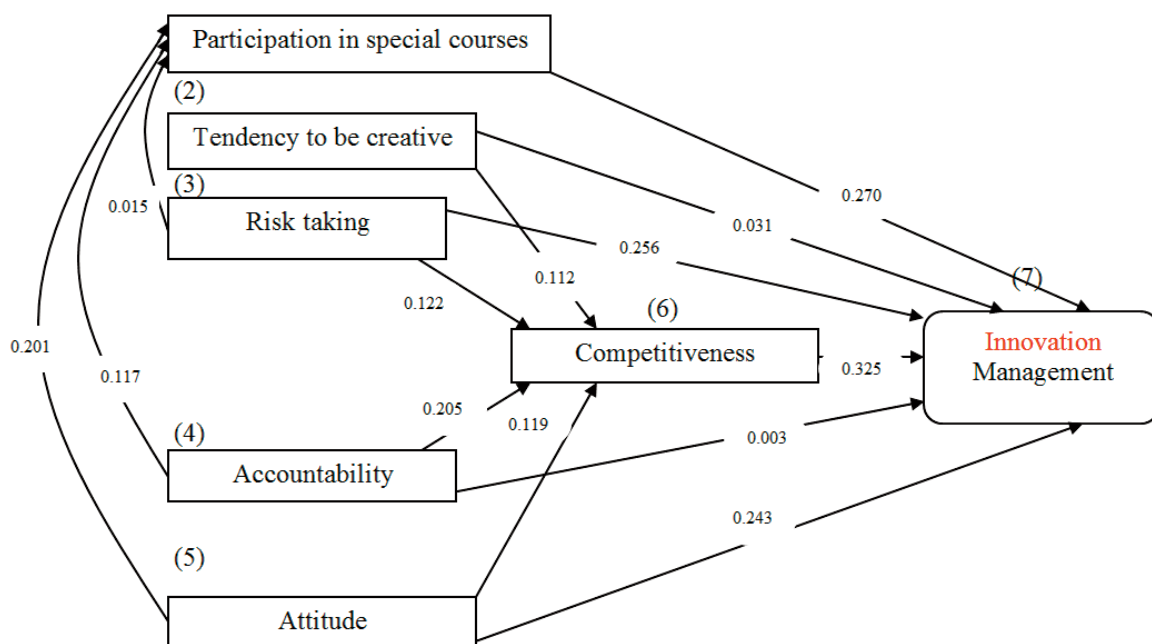 Participation in special courses
(2)
Tendency to be creative
(3)
0.015
Risk taking
0.270
0.031
0.256
0.112
0.122
(7)
(6)
Innovation
Management
Competitiveness
0.325
0.201
0.117
0.205
0.119
0.003
(4)
Accountability
0.243
(5)
Attitude